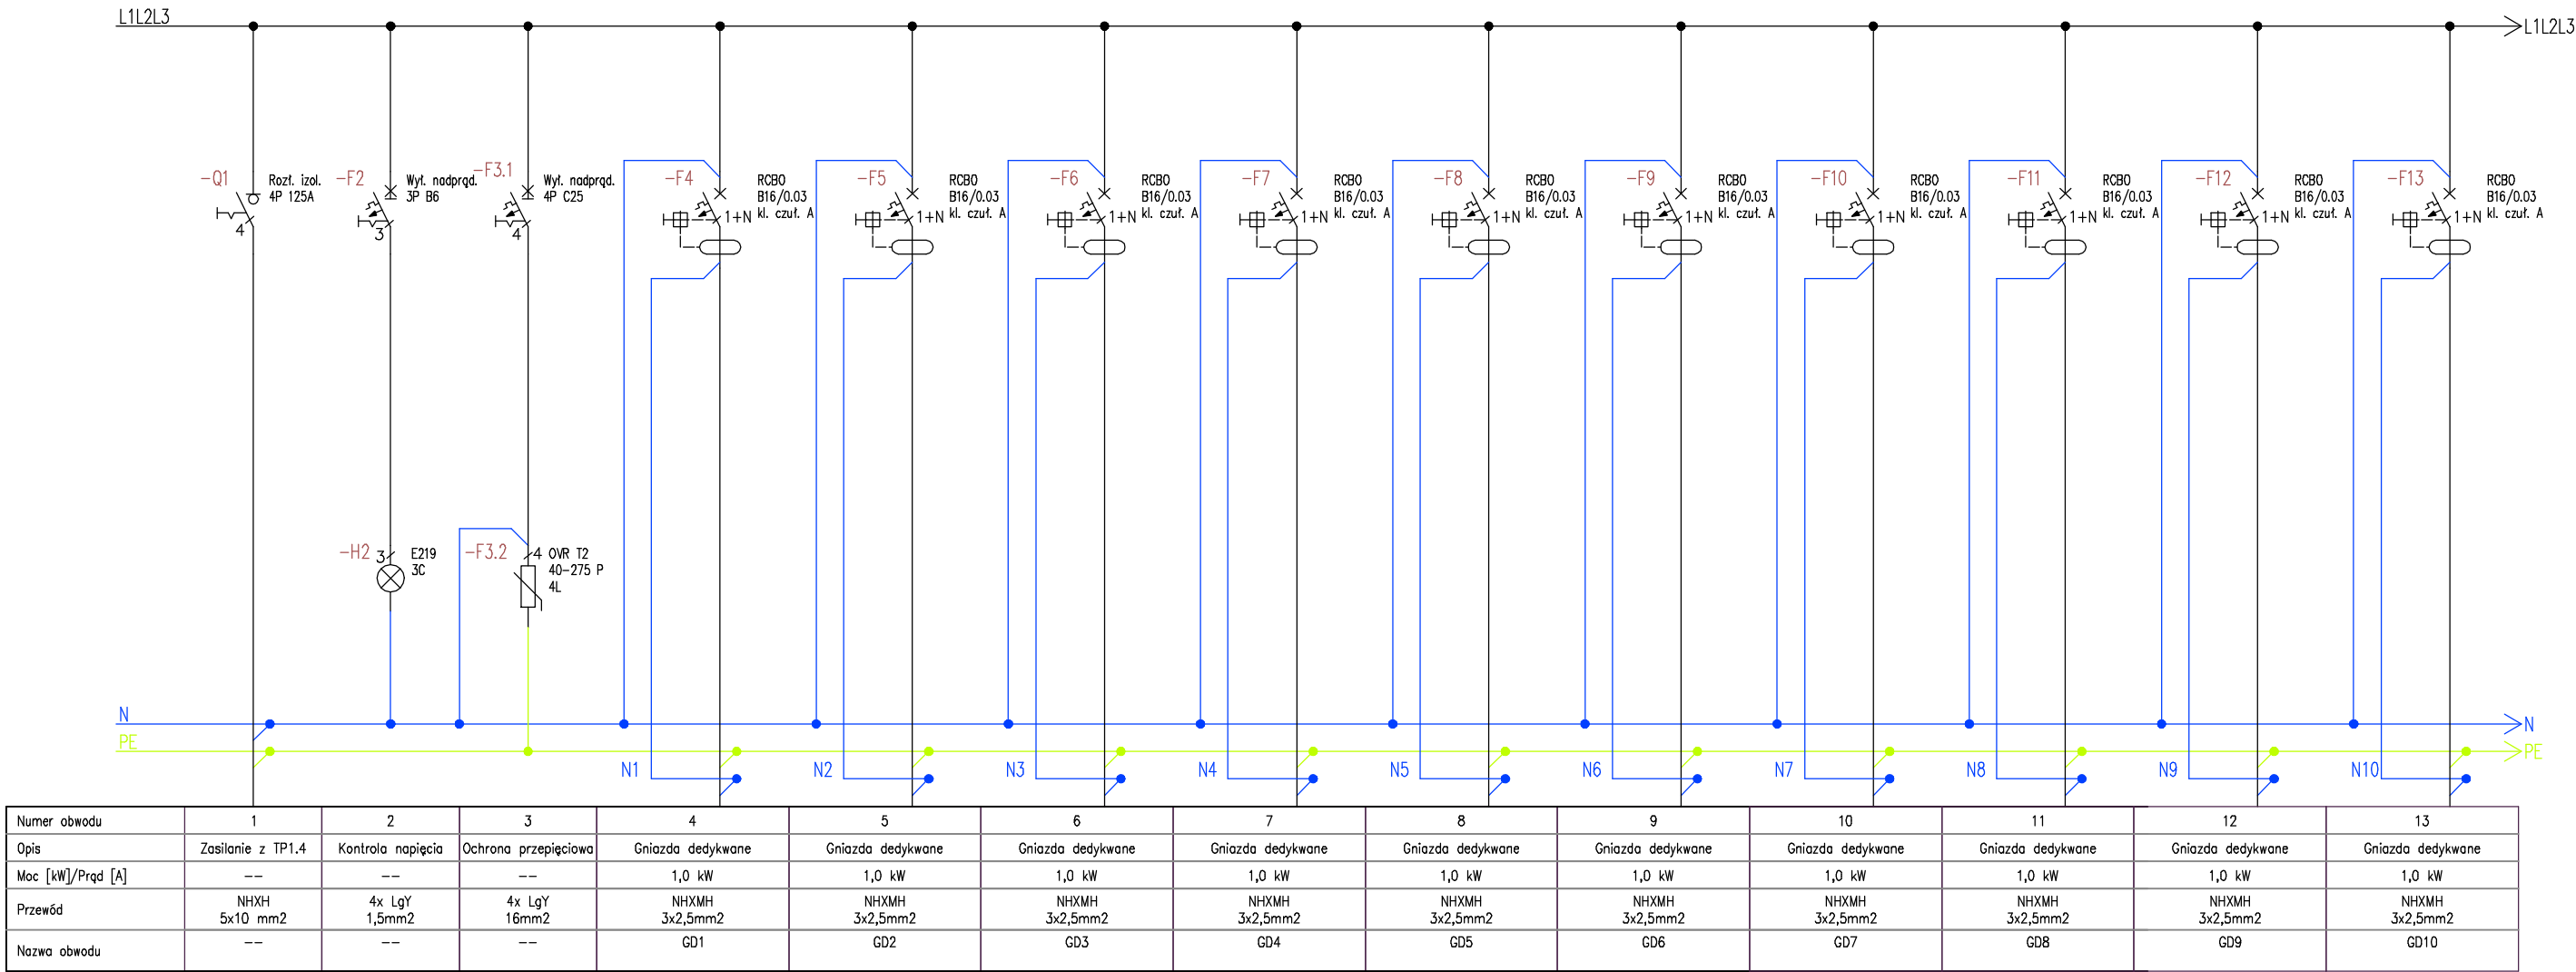 L1L2L3
L1L2L3
-Q1
Rozł. izol.
4P 125A
4
-F2
Wył. nadprąd.
3P B6
3
-F3.1
Wył. nadprąd.
4P C25
4
-F4
RCBO
B16/0.03
kl. czuł. A
1+N
-F5
RCBO
B16/0.03
kl. czuł. A
1+N
-F6
RCBO
B16/0.03
kl. czuł. A
1+N
-F7
RCBO
B16/0.03
kl. czuł. A
1+N
-F8
RCBO
B16/0.03
kl. czuł. A
1+N
-F9
RCBO
B16/0.03
kl. czuł. A
1+N
-F10
RCBO
B16/0.03
kl. czuł. A
1+N
-F11
RCBO
B16/0.03
kl. czuł. A
1+N
-F12
RCBO
B16/0.03
kl. czuł. A
1+N
-F13
RCBO
B16/0.03
kl. czuł. A
1+N
-H2
3
E219
3C
-F3.2
4
OVR T2
40-275 P
4L
N
N
PE
PE
N1
N2
N3
N4
N5
N6
N7
N8
N9
N10
Numer obwodu 1 2 3 4 5 6 7 8 9 10 11 12 13
Opis Zasilanie z TP1.4 Kontrola napięcia Ochrona przepięciowa Gniazda dedykwane Gniazda dedykwane Gniazda dedykwane Gniazda dedykwane Gniazda dedykwane Gniazda dedykwane Gniazda dedykwane Gniazda dedykwane Gniazda dedykwane Gniazda dedykwane
Moc [kW]/Prąd [A] -- -- -- 1,0 kW 1,0 kW 1,0 kW 1,0 kW 1,0 kW 1,0 kW 1,0 kW 1,0 kW 1,0 kW 1,0 kW
Przewód
NHXH 4x LgY 4x LgY NHXMH NHXMH NHXMH NHXMH NHXMH NHXMH NHXMH NHXMH NHXMH NHXMH
5x10 mm2 1,5mm2 16mm2 3x2,5mm2 3x2,5mm2 3x2,5mm2 3x2,5mm2 3x2,5mm2 3x2,5mm2 3x2,5mm2 3x2,5mm2 3x2,5mm2 3x2,5mm2
Nazwa obwodu -- -- -- GD1 GD2 GD3 GD4 GD5 GD6 GD7 GD8 GD9 GD10